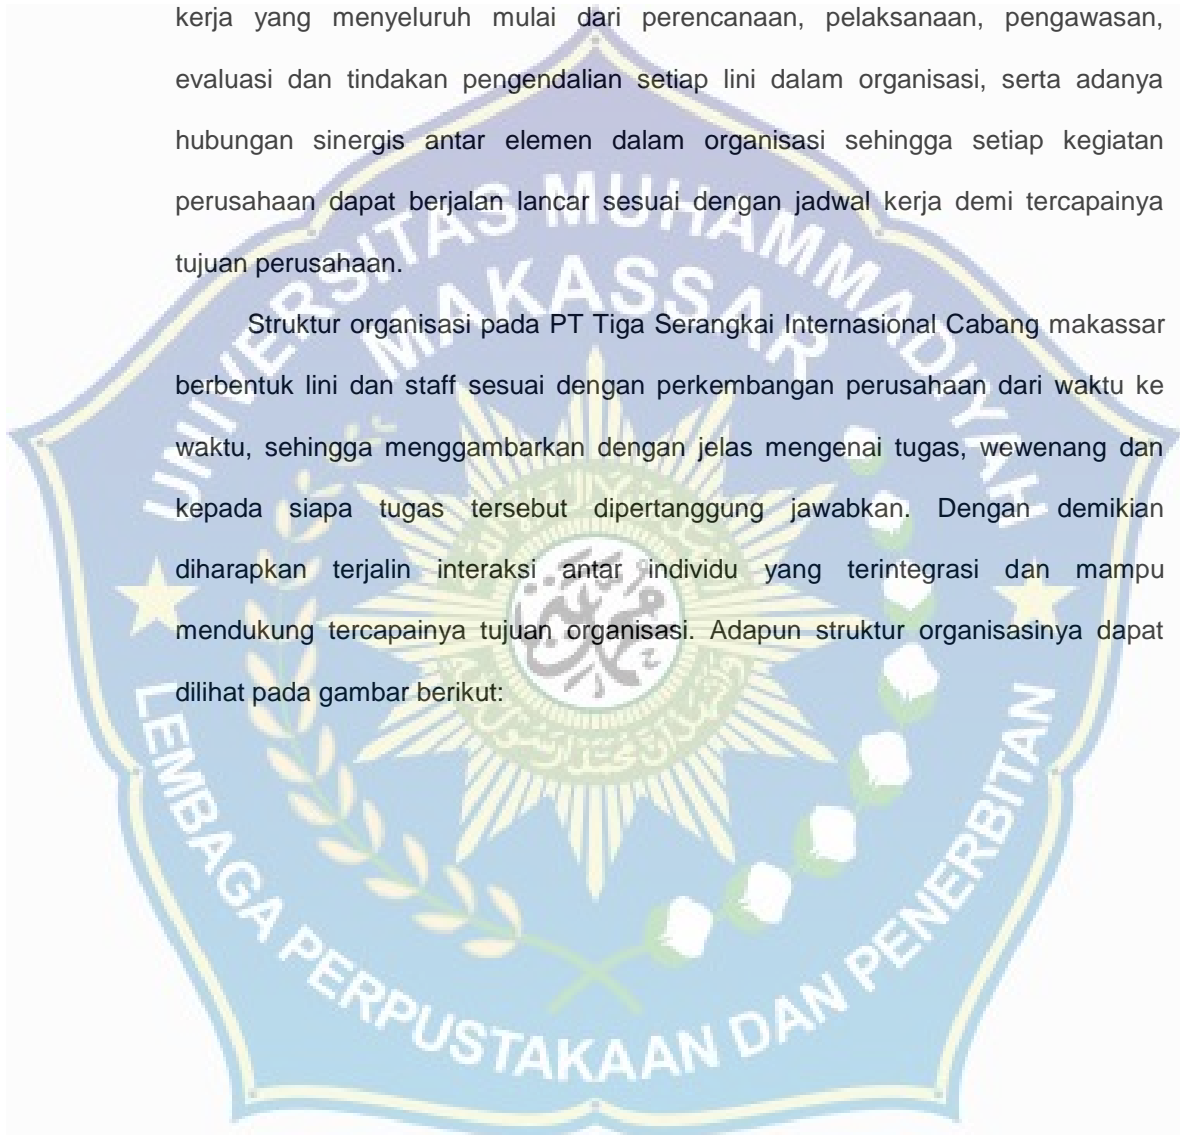 kerja yang menyeluruh mulai dari perencanaan, pelaksanaan, pengawasan,
evaluasi dan tindakan pengendalian setiap lini dalam organisasi, serta adanya
hubungan sinergis antar elemen dalam organisasi sehingga setiap kegiatan
perusahaan dapat berjalan lancar sesuai dengan jadwal kerja demi tercapainya
tujuan perusahaan.
Struktur organisasi pada PT Tiga Serangkai Internasional Cabang makassar
berbentuk lini dan staff sesuai dengan perkembangan perusahaan dari waktu ke
waktu, sehingga menggambarkan dengan jelas mengenai tugas, wewenang dan
kepada siapa tugas tersebut dipertanggung jawabkan. Dengan demikian
diharapkan terjalin interaksi antar individu yang terintegrasi dan mampu
mendukung tercapainya tujuan organisasi. Adapun struktur organisasinya dapat
dilihat pada gambar berikut:
UNIVERSITAS MUHAMMADIYAH
MAKASSAR
LEMBAGA PERPUSTAKAAN DAN PENERBITAN